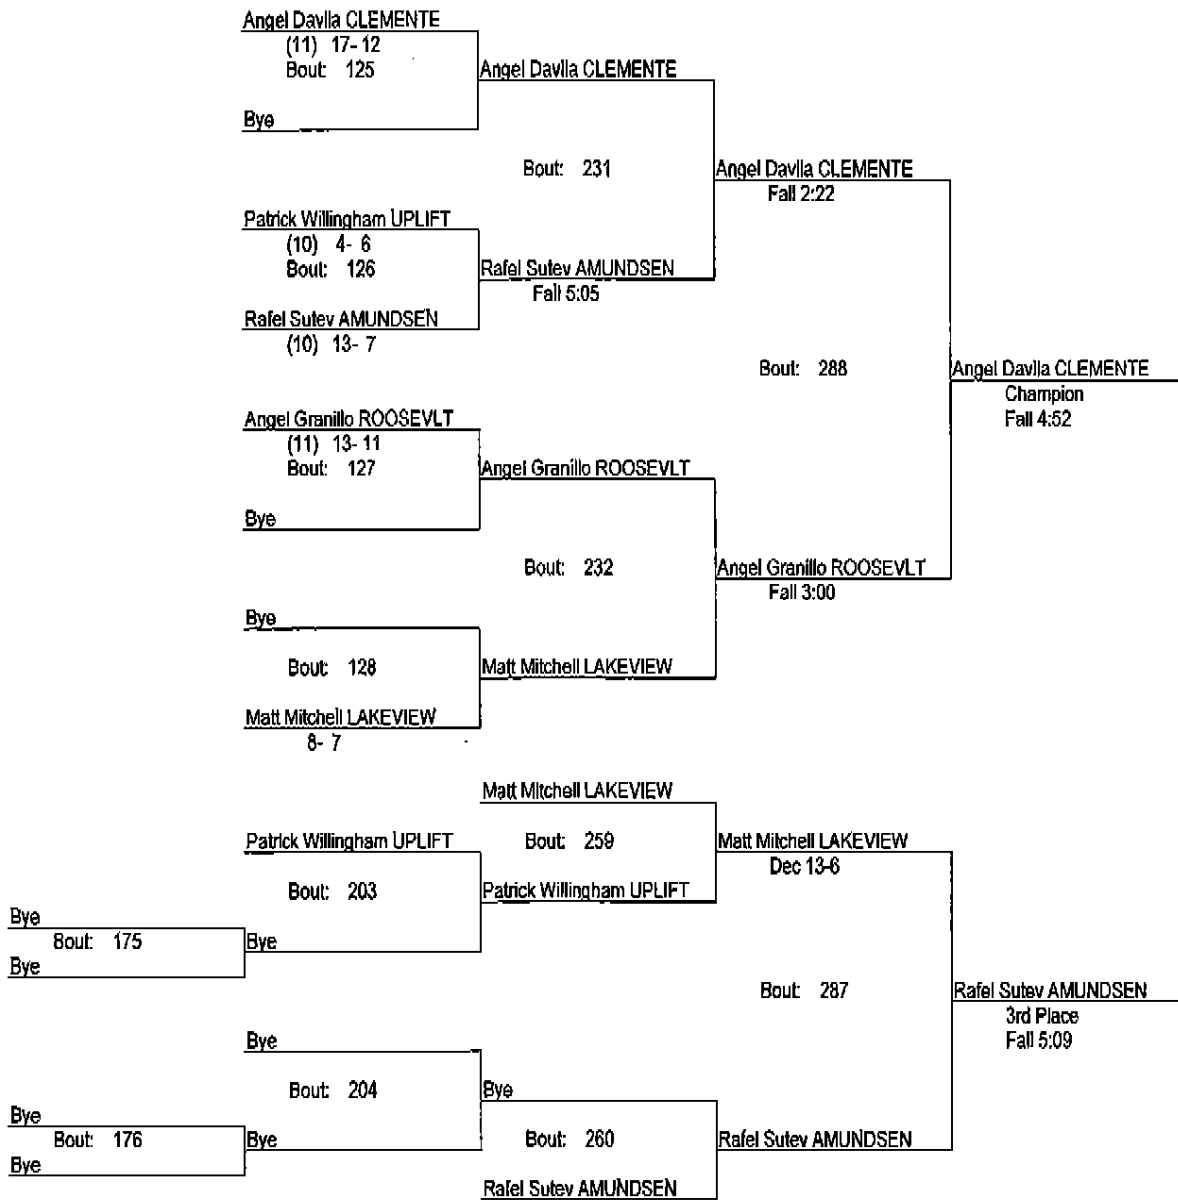 Angel Davila CLEMENTE
(11) 17- 12
Bout: 125
Angel Davila CLEMENTE
Bye
Bout: 231
Angel Davila CLEMENTE
Fall 2:22
Patrick Willingham UPLIFT
(10) 4- 6
Bout: 126
Rafel Sutev AMUNDSEN
Fall 5:05
Rafel Sutev AMUNDSEN
(10) 13- 7
Bout: 288
Angel Davila CLEMENTE
Champion
Fall 4:52
Angel Granillo ROOSEVLT
(11) 13- 11
Bout: 127
Angel Granillo ROOSEVLT
Bye
Bout: 232
Angel Granillo ROOSEVLT
Fall 3:00
Bye
Bout: 128
Matt Mitchell LAKEVIEW
Matt Mitchell LAKEVIEW
8- 7
Matt Mitchell LAKEVIEW
Patrick Willingham UPLIFT
Bout: 259
Matt Mitchell LAKEVIEW
Dec 13-6
Bout: 203
Patrick Willingham UPLIFT
Bye
Bout: 175
Bye
Bye
Bout: 287
Rafel Sutev AMUNDSEN
3rd Place
Fall 5:09
Bye
Bout: 204
Bye
Bye
Bout: 176
Bye
Bye
Bout: 260
Rafel Sutev AMUNDSEN
Rafel Sutev AMUNDSEN